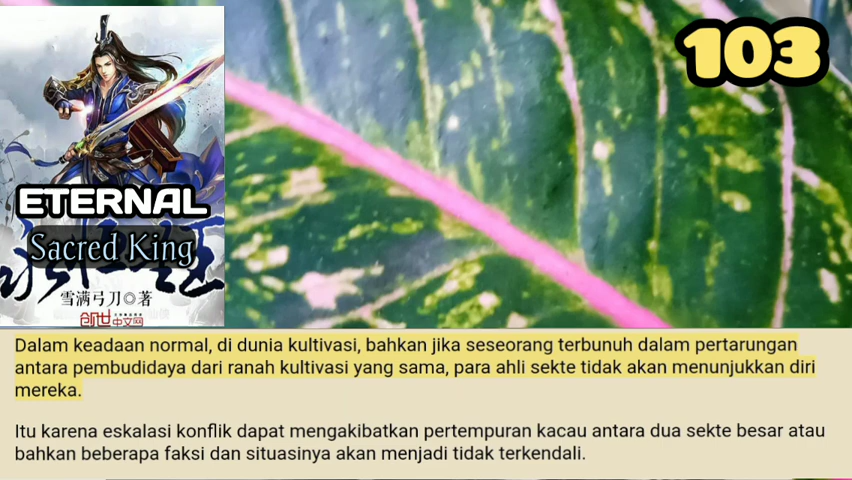 103
ETERNAL
Sacred King
雪满弓刀◎著
创世中文网
Dalam keadaan normal, di dunia kultivasi, bahkan jika seseorang terbunuh dalam pertarungan
antara pembudidaya dari ranah kultivasi yang sama, para ahli sekte tidak akan menunjukkan diri
mereka.
Itu karena eskalasi konflik dapat mengakibatkan pertempuran kacau antara dua sekte besar atau
bahkan beberapa faksi dan situasinya akan menjadi tidak terkendali.